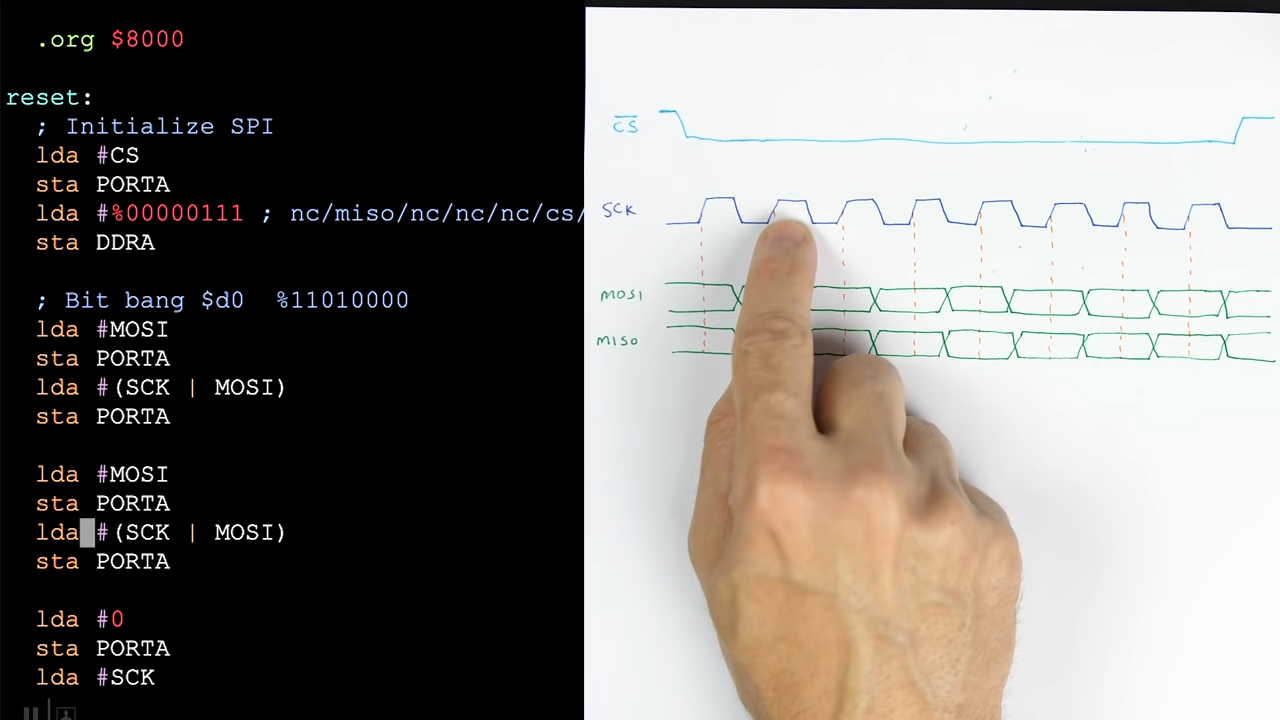 .org $8000
reset:
; Initialize SPI
lda #CS
sta PORTA
lda #%00000111 ; nc/miso/nc/nc/nc/cs/
sta DDRA
; Bit bang $d0  %11010000
lda #MOSI
sta PORTA
lda #(SCK | MOSI)
sta PORTA
lda #MOSI
sta PORTA
lda #(SCK | MOSI)
sta PORTA
lda #0
sta PORTA
lda #SCK
CS
SCK
MOSI
MISO